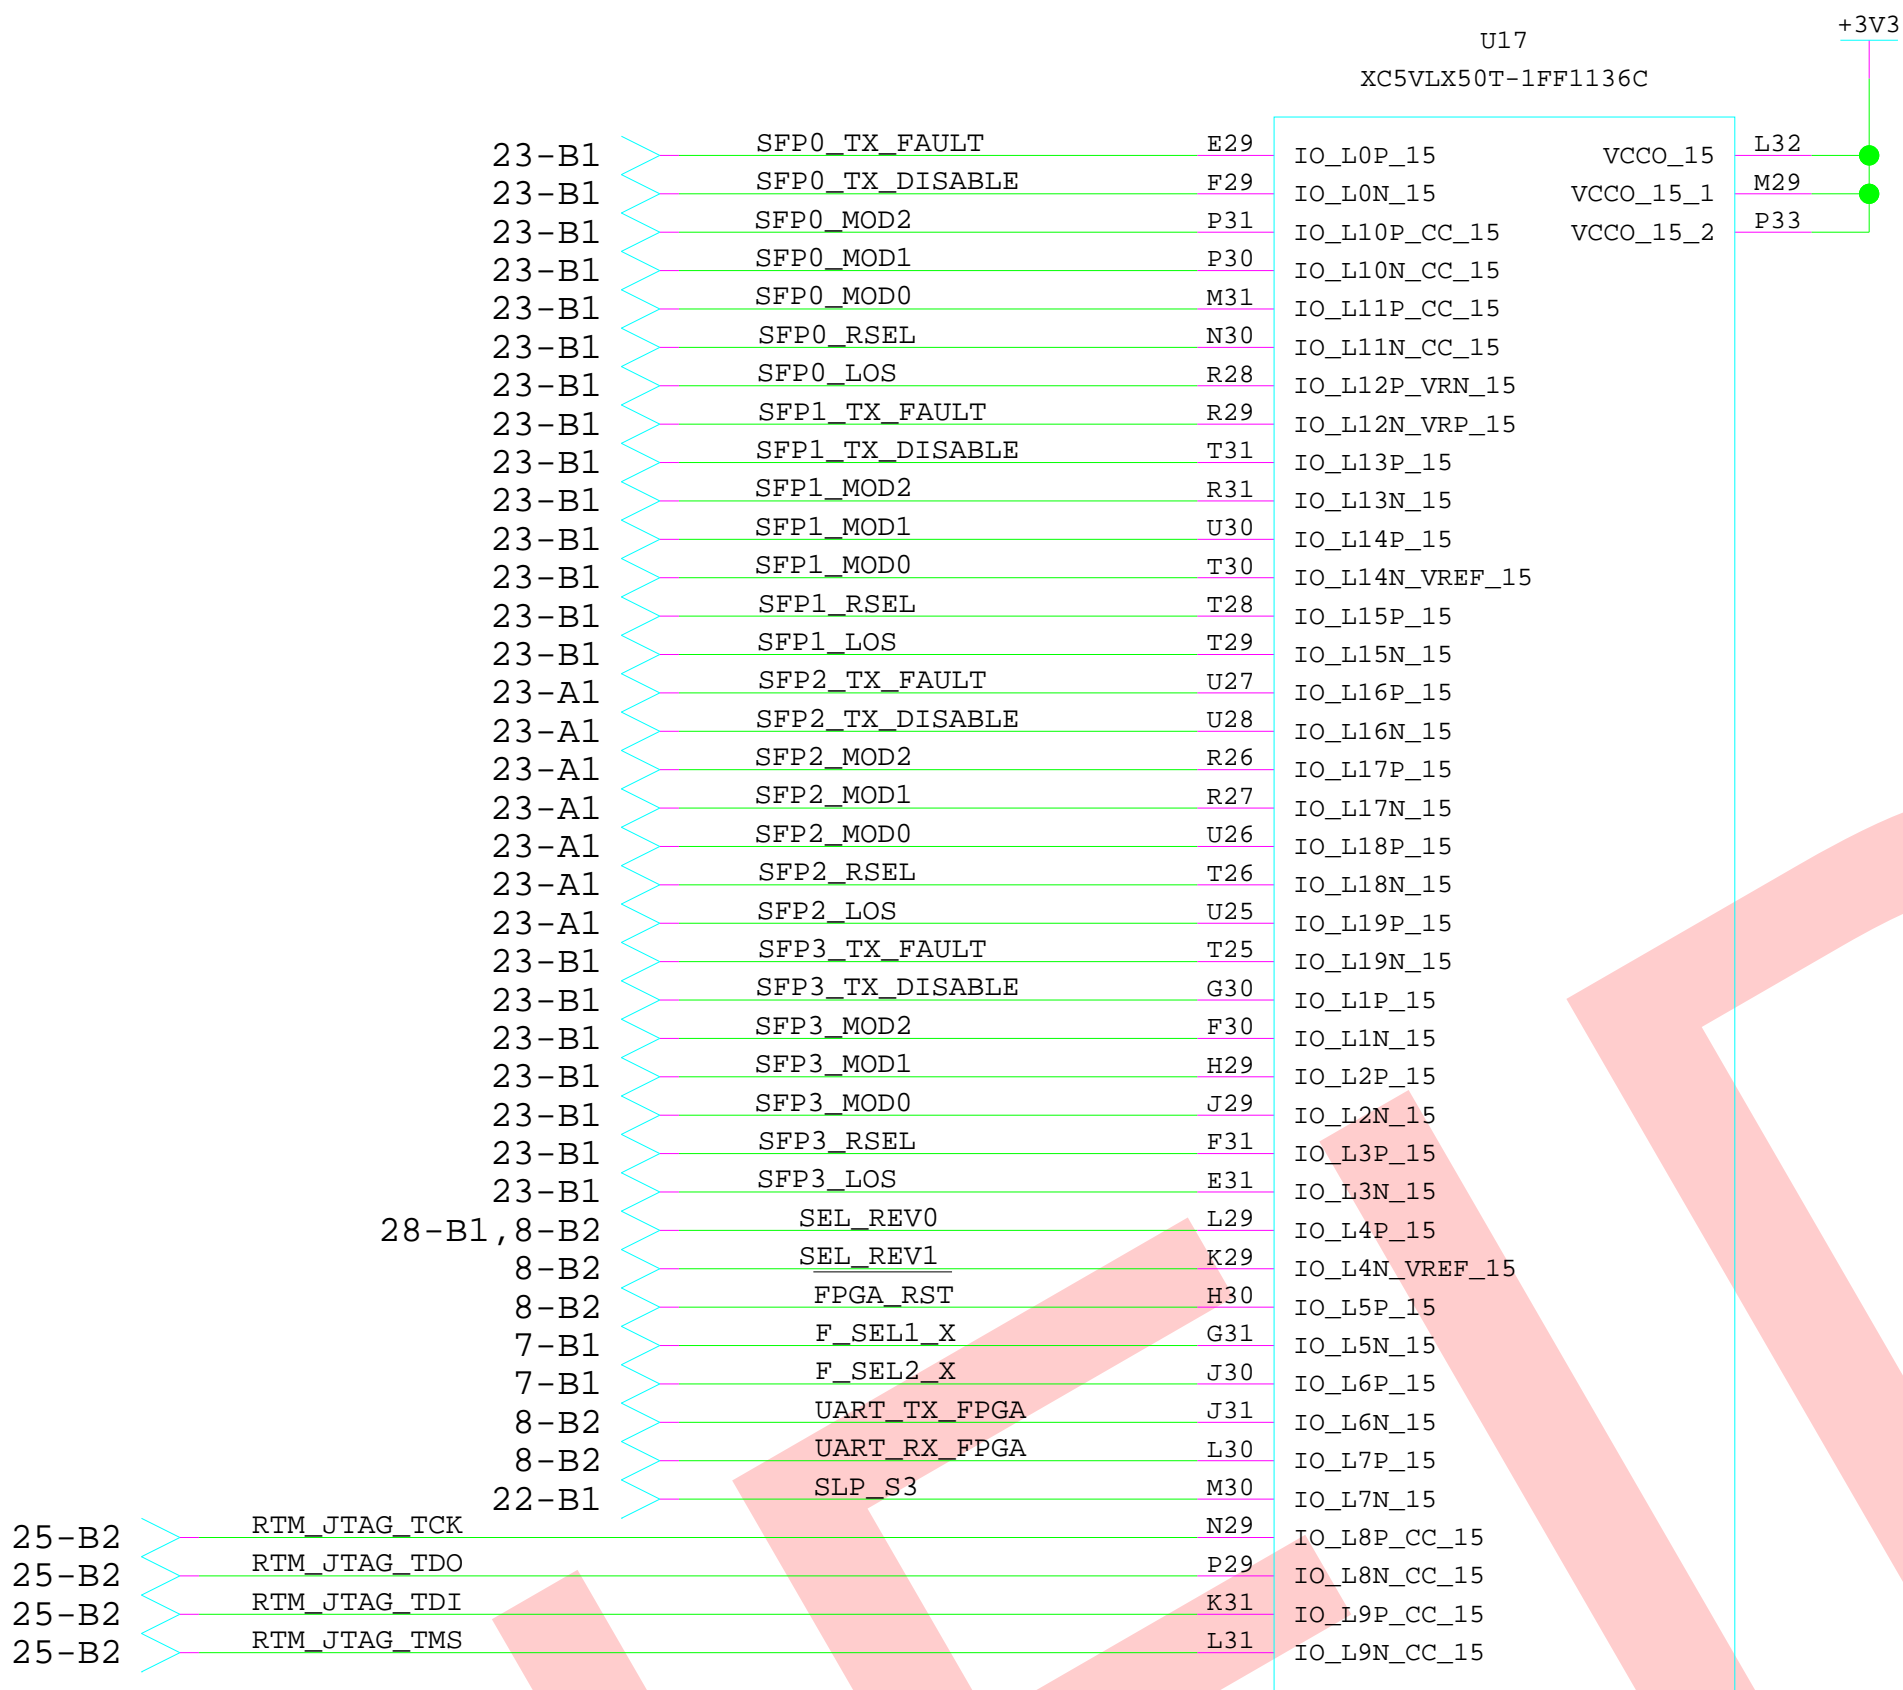 +3V3
U17
XC5VLX50T-1FF1136C
23-B1 SFP0_TX_FAULT E29 IO_L0P_15 VCCO_15 L32
23-B1 SFP0_TX_DISABLE F29 IO_L0N_15 VCCO_15_1 M29
23-B1 SFP0_MOD2 P31 IO_L10P_CC_15 VCCO_15_2 P33
23-B1 SFP0_MOD1 P30 IO_L10N_CC_15
23-B1 SFP0_MOD0 M31 IO_L11P_CC_15
23-B1 SFP0_RSEL N30 IO_L11N_CC_15
23-B1 SFP0_LOS R28 IO_L12P_VRN_15
23-B1 SFP1_TX_FAULT R29 IO_L12N_VRP_15
23-B1 SFP1_TX_DISABLE T31 IO_L13P_15
23-B1 SFP1_MOD2 R31 IO_L13N_15
23-B1 SFP1_MOD1 U30 IO_L14P_15
23-B1 SFP1_MOD0 T30 IO_L14N_VREF_15
23-B1 SFP1_RSEL T28 IO_L15P_15
23-B1 SFP1_LOS T29 IO_L15N_15
23-A1 SFP2_TX_FAULT U27 IO_L16P_15
23-A1 SFP2_TX_DISABLE U28 IO_L16N_15
23-A1 SFP2_MOD2 R26 IO_L17P_15
23-A1 SFP2_MOD1 R27 IO_L17N_15
23-A1 SFP2_MOD0 U26 IO_L18P_15
23-A1 SFP2_RSEL T26 IO_L18N_15
23-A1 SFP2_LOS U25 IO_L19P_15
23-B1 SFP3_TX_FAULT T25 IO_L19N_15
23-B1 SFP3_TX_DISABLE G30 IO_L1P_15
23-B1 SFP3_MOD2 F30 IO_L1N_15
23-B1 SFP3_MOD1 H29 IO_L2P_15
23-B1 SFP3_MOD0 J29 IO_L2N_15
23-B1 SFP3_RSEL F31 IO_L3P_15
23-B1 SFP3_LOS E31 IO_L3N_15
28-B1,8-B2 SEL_REV0 L29 IO_L4P_15
8-B2 SEL_REV1 K29 IO_L4N_VREF_15
8-B2 FPGA_RST H30 IO_L5P_15
7-B1 F_SEL1_X G31 IO_L5N_15
7-B1 F_SEL2_X J30 IO_L6P_15
8-B2 UART_TX_FPGA J31 IO_L6N_15
8-B2 UART_RX_FPGA L30 IO_L7P_15
22-B1 SLP_S3 M30 IO_L7N_15
25-B2 RTM_JTAG_TCK N29 IO_L8P_CC_15
25-B2 RTM_JTAG_TDO P29 IO_L8N_CC_15
25-B2 RTM_JTAG_TDI K31 IO_L9P_CC_15
25-B2 RTM_JTAG_TMS L31 IO_L9N_CC_15